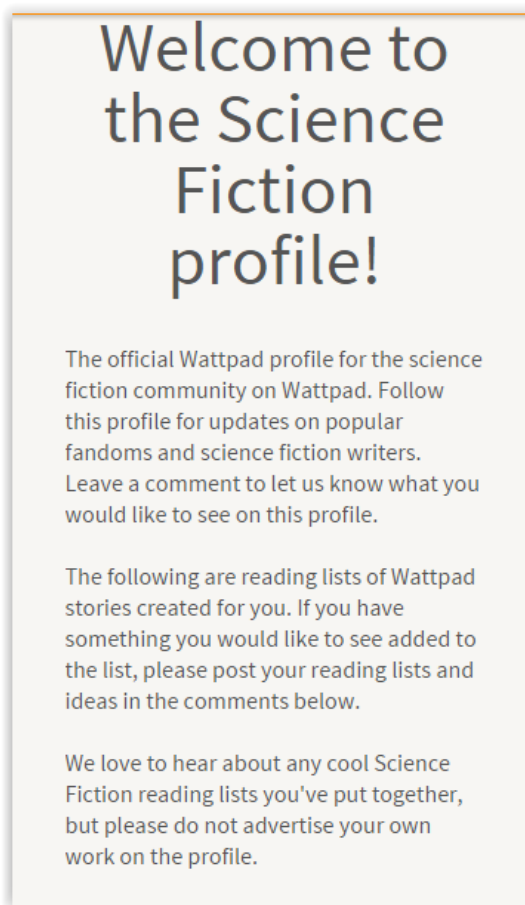 Welcome to
the Science
Fiction
profile!
The official Wattpad profile for the science
fiction community on Wattpad. Follow
this profile for updates on popular
fandoms and science fiction writers.
Leave a comment to let us know what you
would like to see on this profile.
The following are reading lists of Wattpad
stories created for you. If you have
something you would like to see added to
the list, please post your reading lists and
ideas in the comments below.
We love to hear about any cool Science
Fiction reading lists you've put together,
but please do not advertise your own
work on the profile.